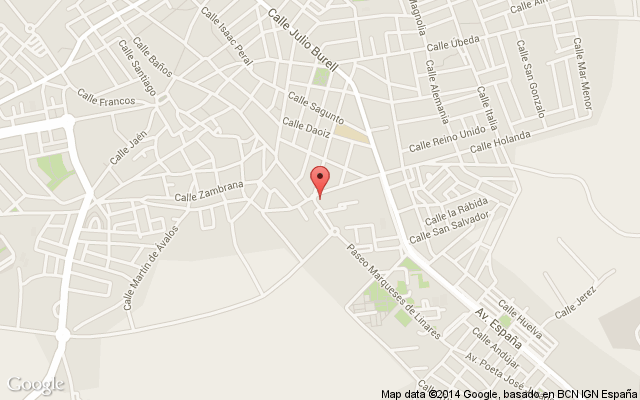 Calle Baños
Calle Isaac Peral
Calle Julio Burell
Magnolia
Calle Úbeda
Calle Santiago
Calle Alemania
Calle San Gonzalo
Calle Mar Menor
Calle Francos
Calle Sagunto
Calle Italia
Calle Daoiz
Calle Jaén
Calle Reino Unido
Calle Holanda
Calle Zambrana
Calle la Rábida
Calle San Salvador
Calle Martín de Ávalos
Paseo Marqueses de Linares
Calle Jerez
Calle Huelva
Av. España
Calle Andújar
Av. Poeta José
Calle
Google
Map data ©2014 Google, basado en BCN IGN España